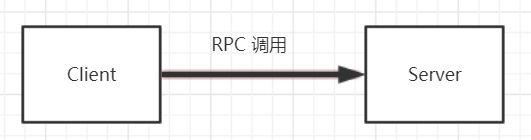 RPC 调用
Client
Server